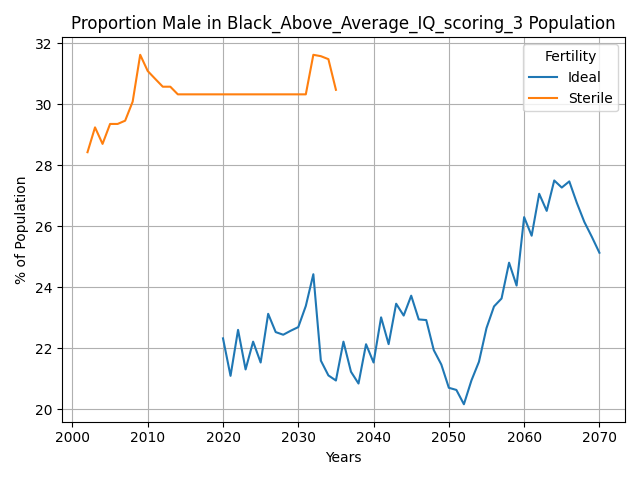 Proportion Male in Black_Above_Average_IQ_scoring_3 Population
32
30
28
26
24
22
20
% of Population
2000 2010 2020 2030 2040 2050 2060 2070
Years
Fertility
Ideal
Sterile